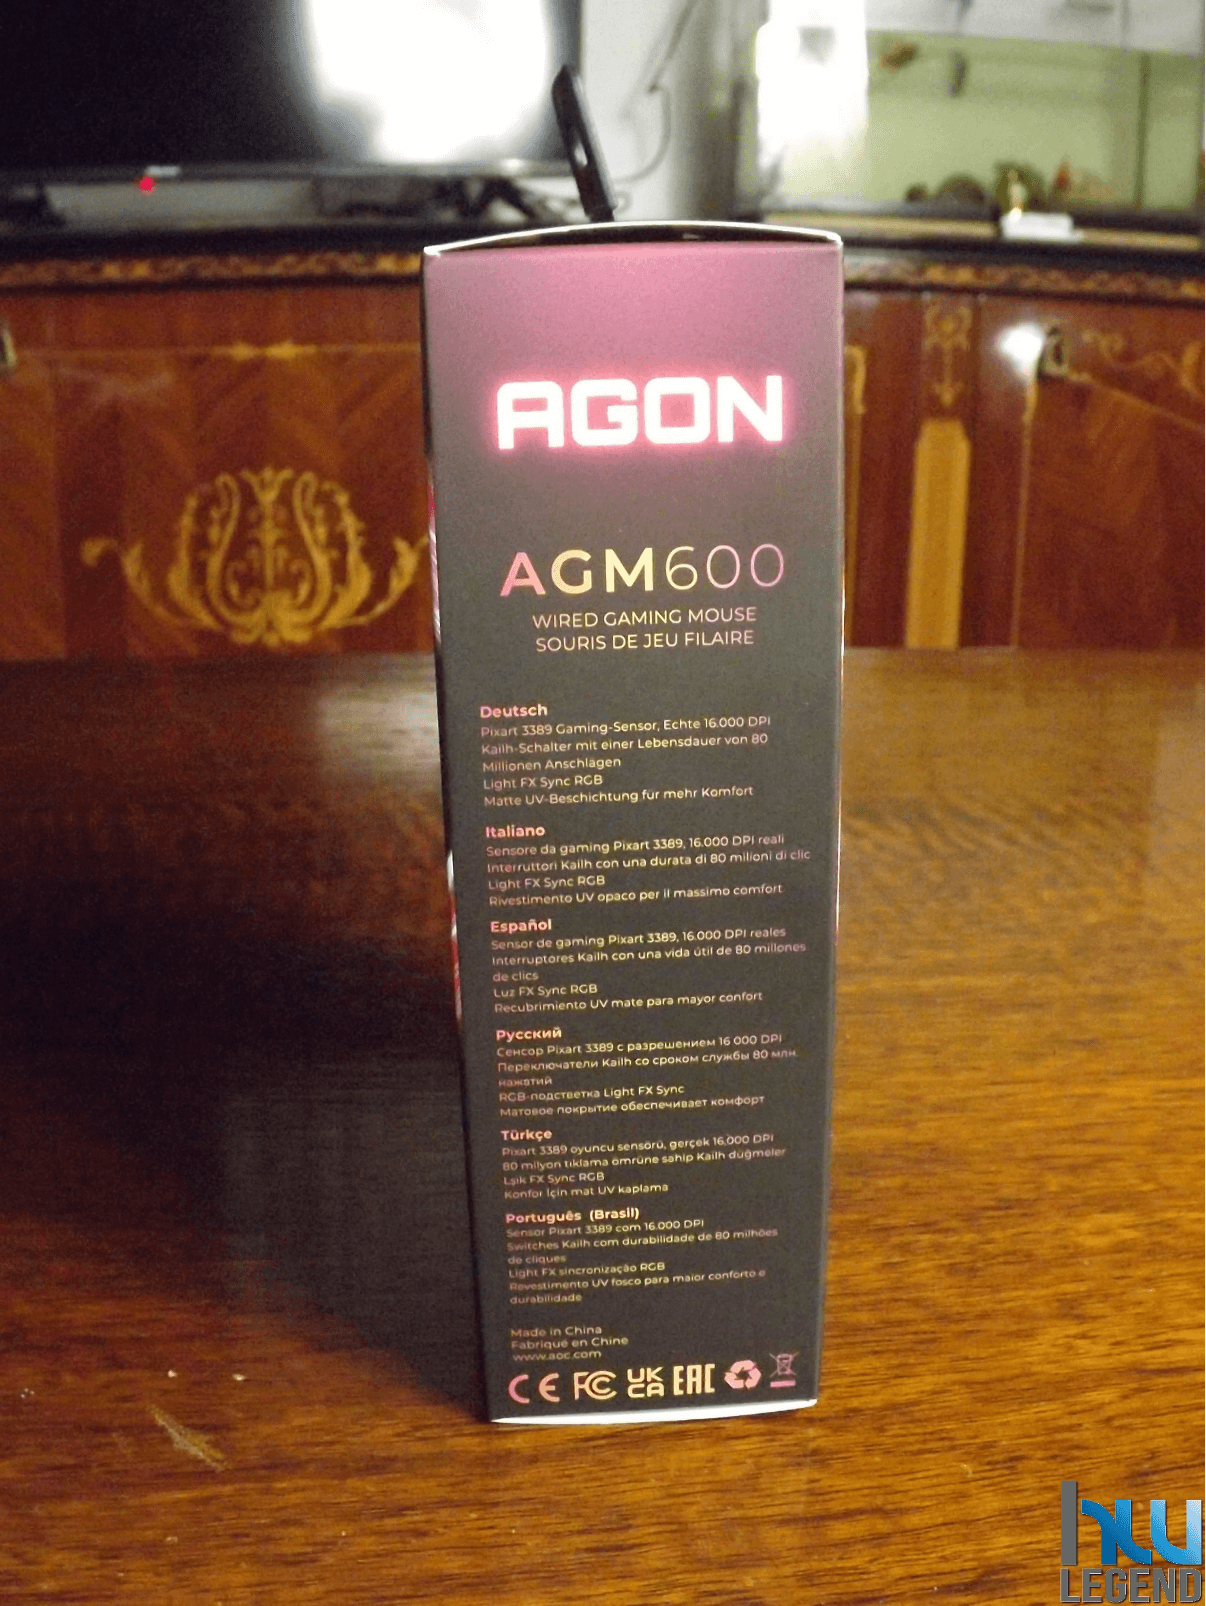 AGON
AGM600
WIRED GAMING MOUSE
SOURIS DE JEU FILAIRE
Deutsch
Pixart 3389 Gaming-Sensor, Echte 16.000 DPI
Kailh-Schalter mit einer Lebensdauer von 80
Millionen Anschlägen
Light FX Sync RGB
Matte UV-Beschichtung für mehr Komfort
Italiano
Sensore da gaming Pixart 3389, 16.000 DPI reali
Interruttori Kailh con una durata di 80 milioni di clic
Light FX Sync RGB
Rivestimento UV opaco per il massimo comfort
Español
Sensor de gaming Pixart 3389, 16.000 DPI reales
Interruptores Kailh con una vida útil de 80 millones
de clics
Luz FX Sync RGB
Recubrimiento UV mate para mayor confort
Русский
Сенсор Pixart 3389 с разрешением 16 000 DPI
Переключатели Kailh со сроком службы 80 млн.
нажатий
RGB-подстветка Light FX Sync
Матовое покрытие обеспечивает комфорт
Türkçe
Pixart 3389 oyuncu sensörü, gerçek 16.000 DPI
80 milyon tıklama ömrüne sahip Kailh düğmeler
Lşik FX Sync RGB
Konfor İçin mat UV kaplama
Português (Brasil)
Sensor Pixart 3389 com 16.000 DPI
Switches Kailh com durabilidade de 80 milhões
de cliques
Light FX sincronização RGB
Revestimento UV fosco para maior conforto e
durabilidade
Made in China
Fabriqué en Chine
www.aoc.com
CE FC UK CA EAC
HW
LEGEND